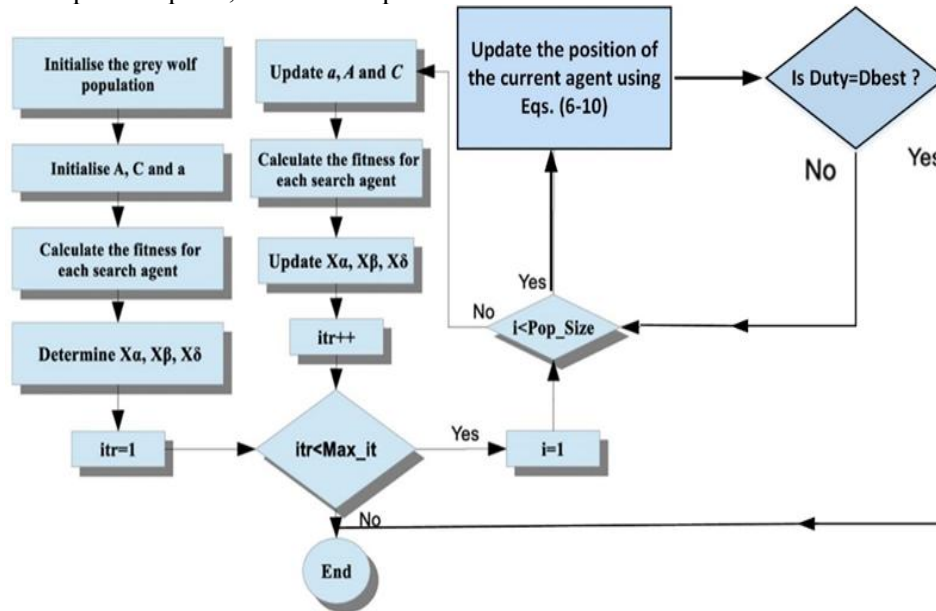 Initialise the grey wolf
population
Initialise A, C and a
Calculate the fitness for
each search agent
Determine Xα, Xβ, Xδ
itr=1
Update a, A and C
Calculate the fitness for
each search agent
Update Xα, Xβ, Xδ
itr++
itr<Max_it
Yes
No
End
i=1
i<Pop_Size
Yes
No
Update the position of
the current agent using
Eqs. (6-10)
Is Duty=Dbest ?
No
Yes